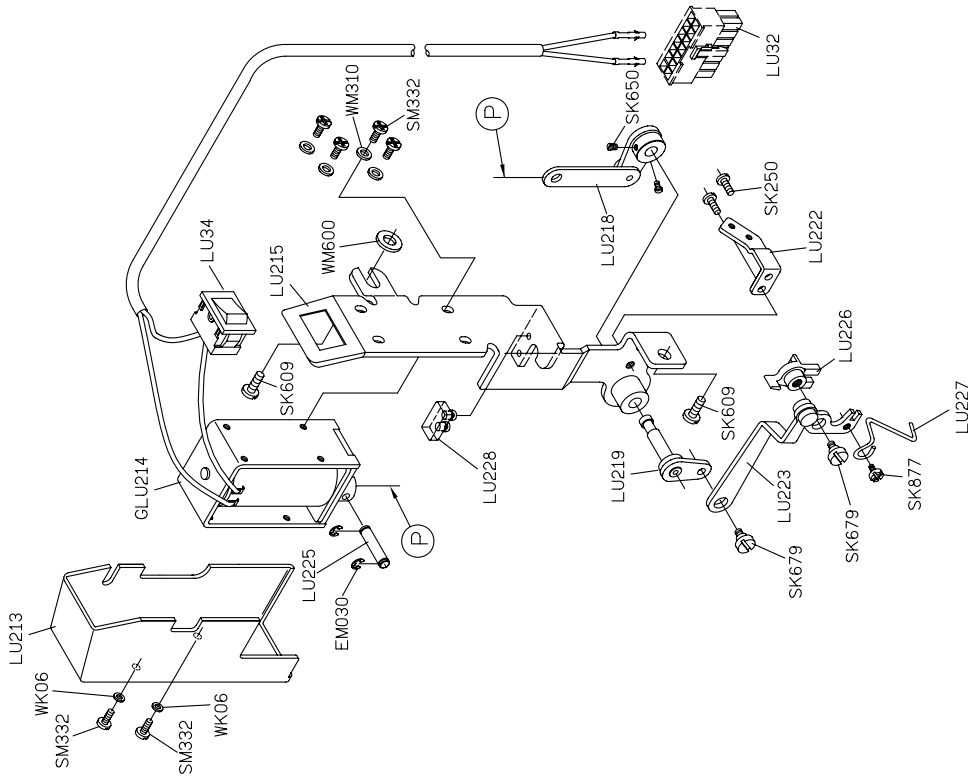 LU32
WM310
SM332
SK650
P
LU34
LU215
WM600
LU218
SK250
LU222
SK609
GLU214
LU228
SK609
LU226
LU219
LU227
LU223
SK877
SK679
SK679
P
LU225
EM030
LU213
WK06
SM332
WK06
SM332